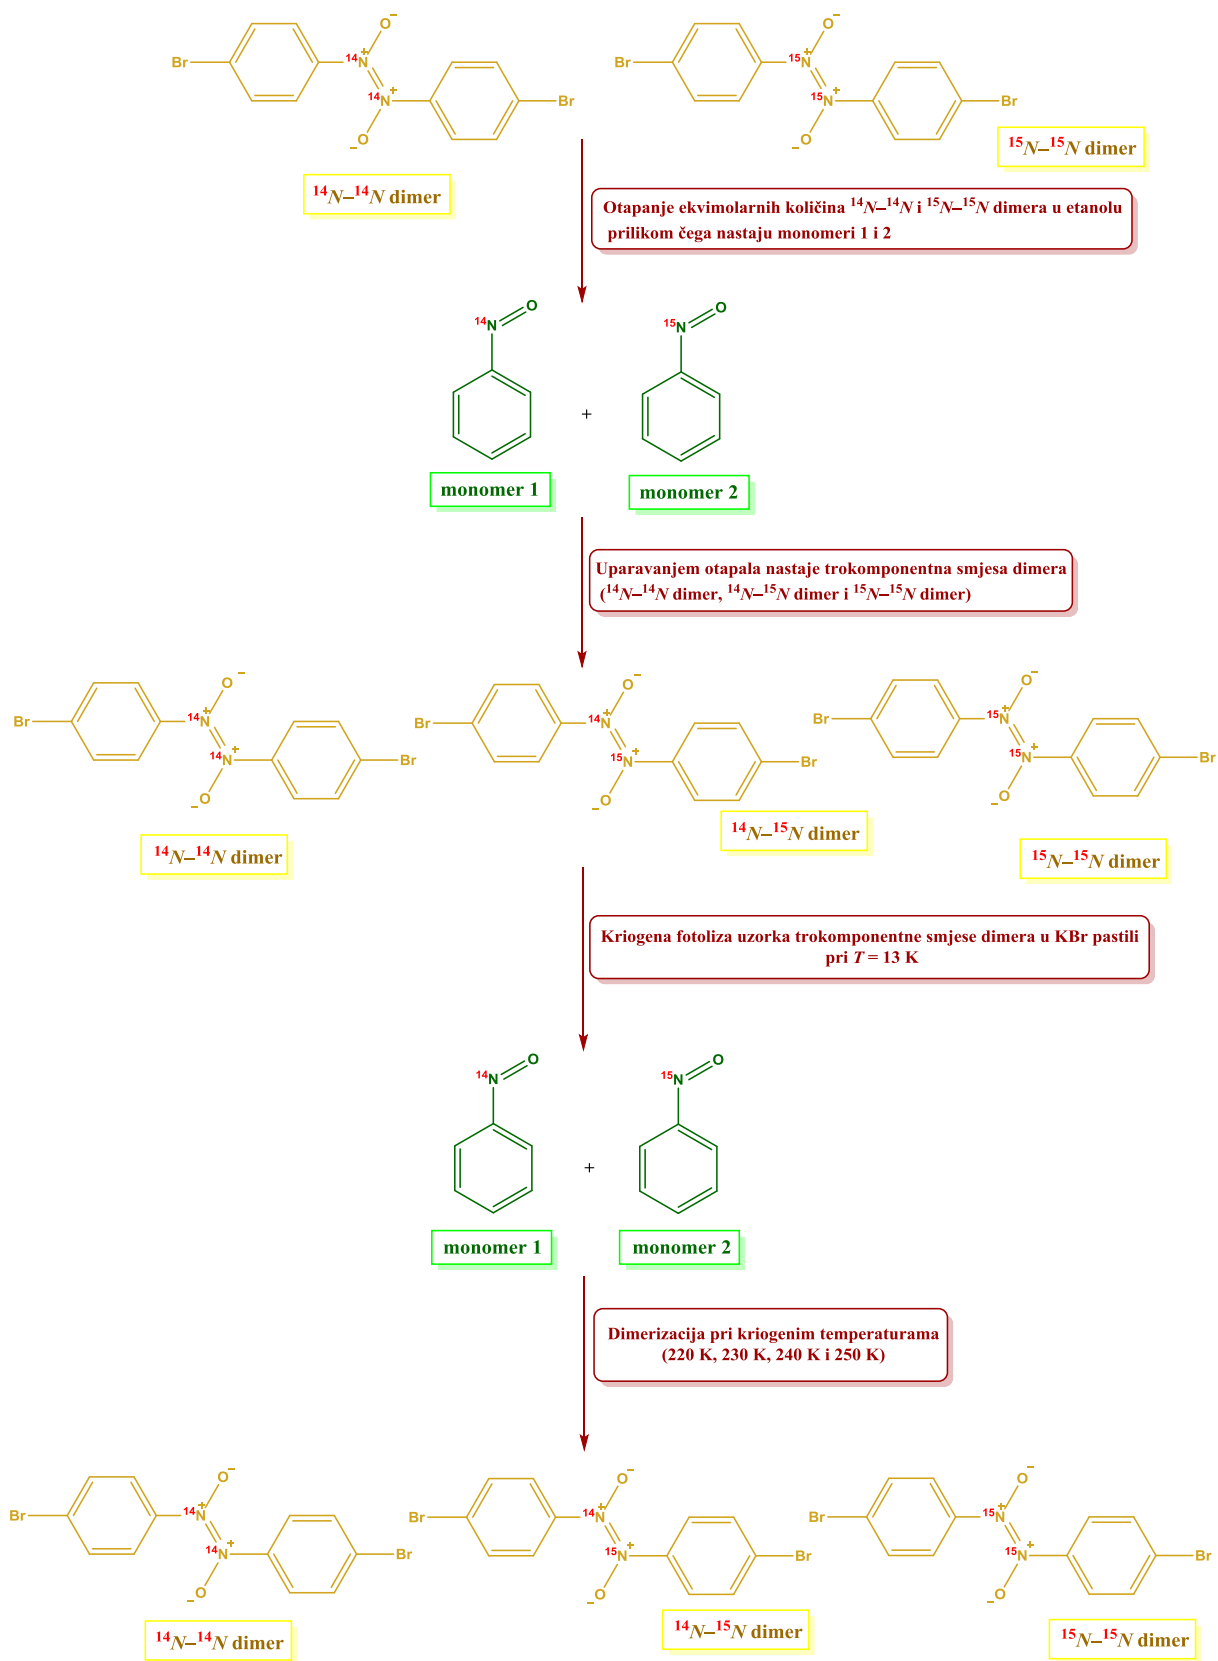 Br 14N + O− 14N + O− Br
Br 15N + O− 15N + O− Br
14N–14N dimer
15N–15N dimer
Otapanje ekvimolarnih količina 14N–14N i 15N–15N dimera u etanolu
prilikom čega nastaju monomeri 1 i 2
14N O
15N O
+
monomer 1
monomer 2
Uparavanjem otapala nastaje trokomponentna smjesa dimera
(14N–14N dimer, 14N–15N dimer i 15N–15N dimer)
Br 14N + O− 14N + O− Br
Br 14N + O− 15N + O− Br
Br 15N + O− 15N + O− Br
14N–14N dimer
14N–15N dimer
15N–15N dimer
Kriogena fotoliza uzorka trokomponentne smjese dimera u KBr pastili
pri T = 13 K
14N O
15N O
+
monomer 1
monomer 2
Dimerizacija pri kriogenim temperaturama
(220 K, 230 K, 240 K i 250 K)
Br 14N + O− 14N + O− Br
Br 14N + O− 15N + O− Br
Br 15N + O− 15N + O− Br
14N–14N dimer
14N–15N dimer
15N–15N dimer